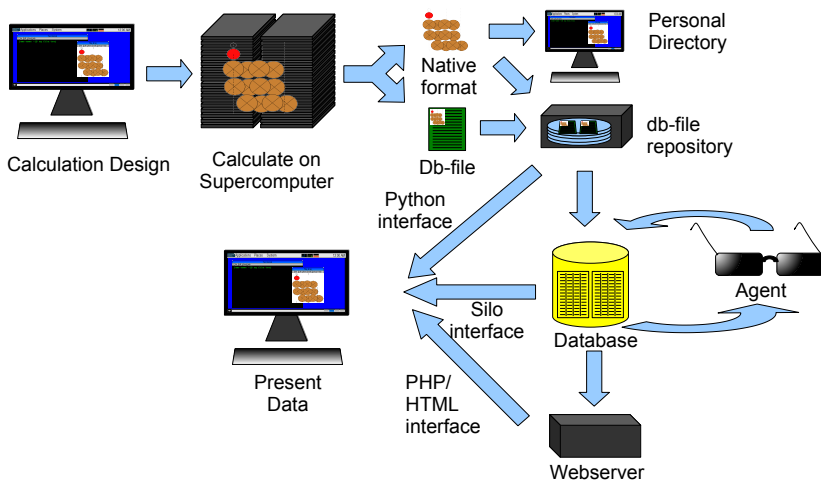 Calculation Design
Calculate on
Supercomputer
Native
format
Db-file
Personal
Directory
db-file
repository
Python
interface
Silo
interface
PHP/
HTML
interface
Database
Agent
Present
Data
Webserver